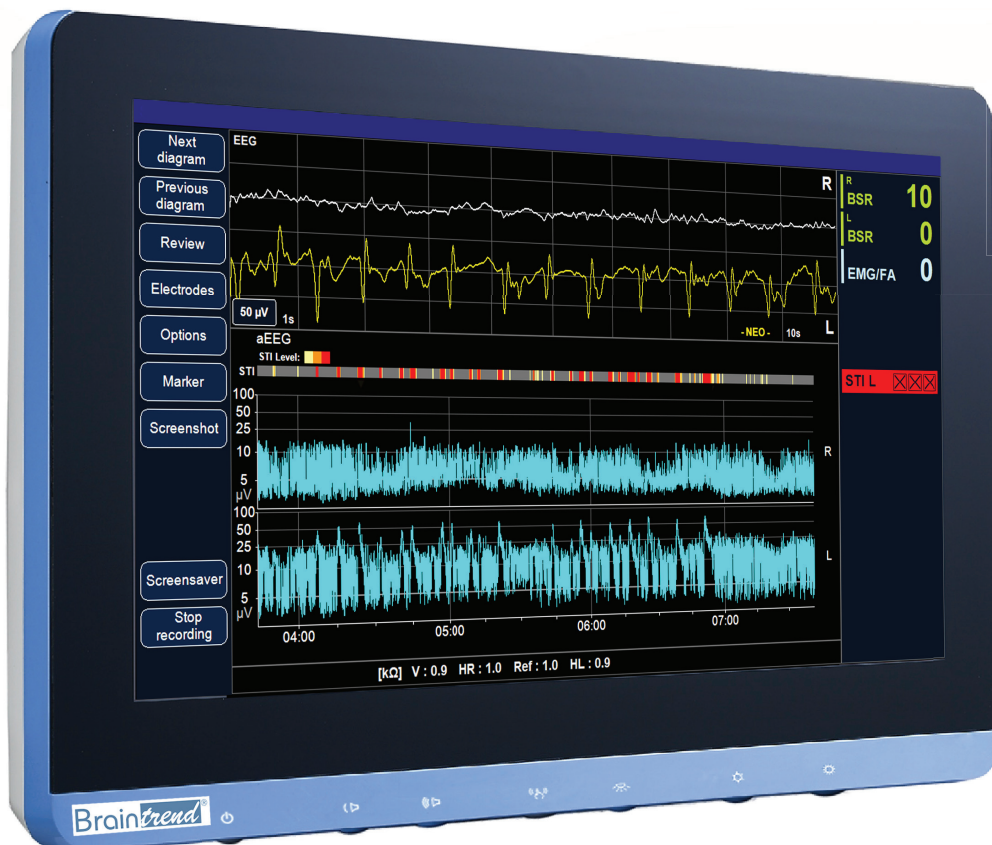 Next
diagram
Previous
diagram
Review
Electrodes
Options
Marker
Screenshot
Screensaver
Stop
recording
EEG
R
50 µV
1s
- NEO -
10s
L
R
BSR 10
L
BSR 0
EMG/FA 0
STI L
aEEG
STI Level:
STI
100
50
25
10
5
µV
R
100
50
25
10
5
µV
L
04:00 05:00 06:00 07:00
[kΩ] V : 0.9 HR : 1.0 Ref : 1.0 HL : 0.9
Braintrend®